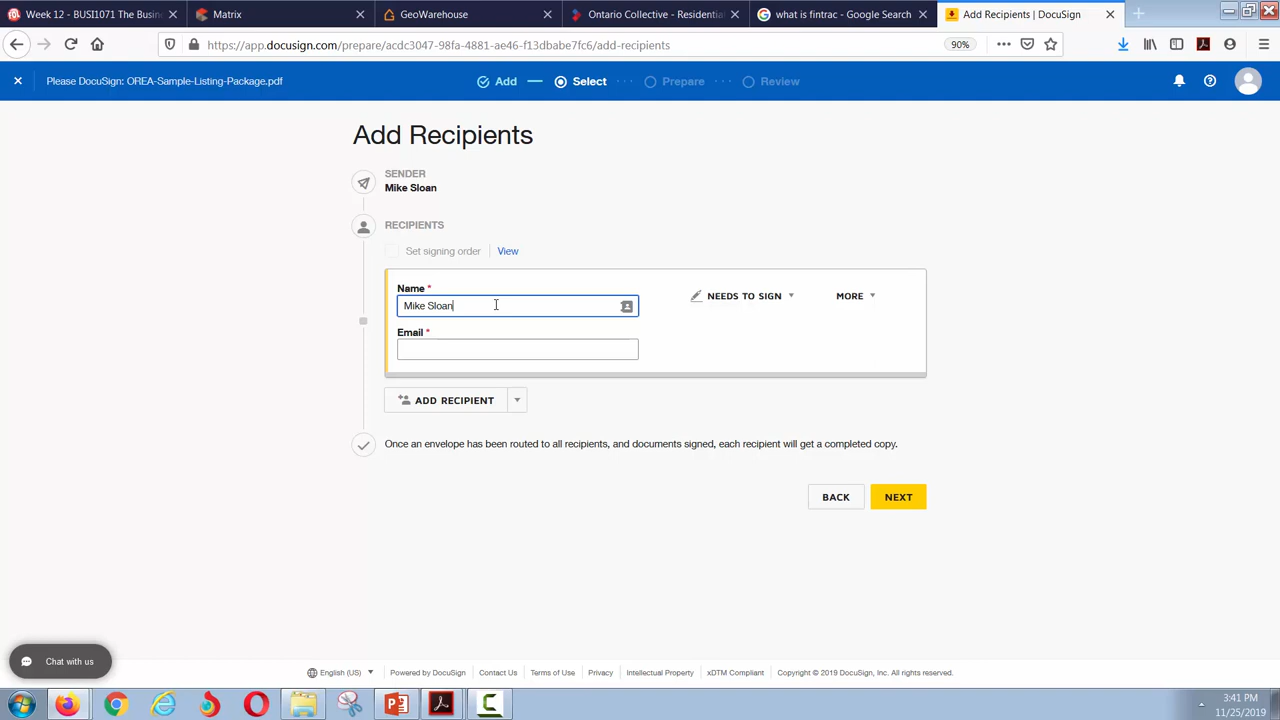 Week 12 - BUSI1071 The Busin
Matrix
GeoWarehouse
Ontario Collective - Residentia
what is fintrac - Google Search
Add Recipients | DocuSign
https://app.docusign.com/prepare/acdc3047-98fa-4881-b846-f13dbabe7fc6/add-recipients
90%
Please DocuSign: OREA-Sample-Listing-Package.pdf
Add
Select
Prepare
Review
Add Recipients
SENDER
Mike Sloan
RECIPIENTS
Set signing order
View
Name *
Mike Sloan
NEEDS TO SIGN
MORE
Email *
ADD RECIPIENT
Once an envelope has been routed to all recipients, and documents signed, each recipient will get a completed copy.
BACK
NEXT
Chat with us
English (US)
Powered by DocuSign
Contact Us
Terms of Use
Privacy
Intellectual Property
xDTM Compliant
Copyright © 2019 DocuSign, Inc. All rights reserved.
3:41 PM
11/25/2019